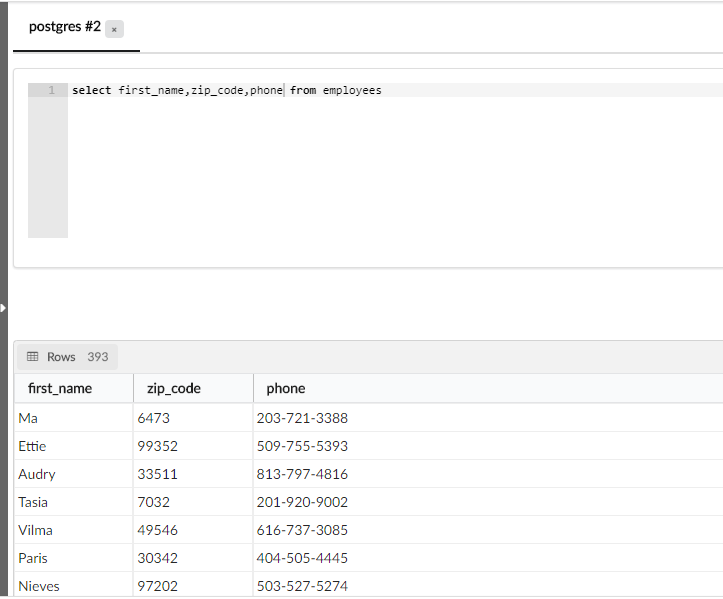 postgres #2 ×
1 select first_name,zip_code,phone from employees
Rows 393
first_name zip_code phone
Ma 6473 203-721-3388
Ettie 99352 509-755-5393
Audry 33511 813-797-4816
Tasia 7032 201-920-9002
Vilma 49546 616-737-3085
Paris 30342 404-505-4445
Nieves 97202 503-527-5274